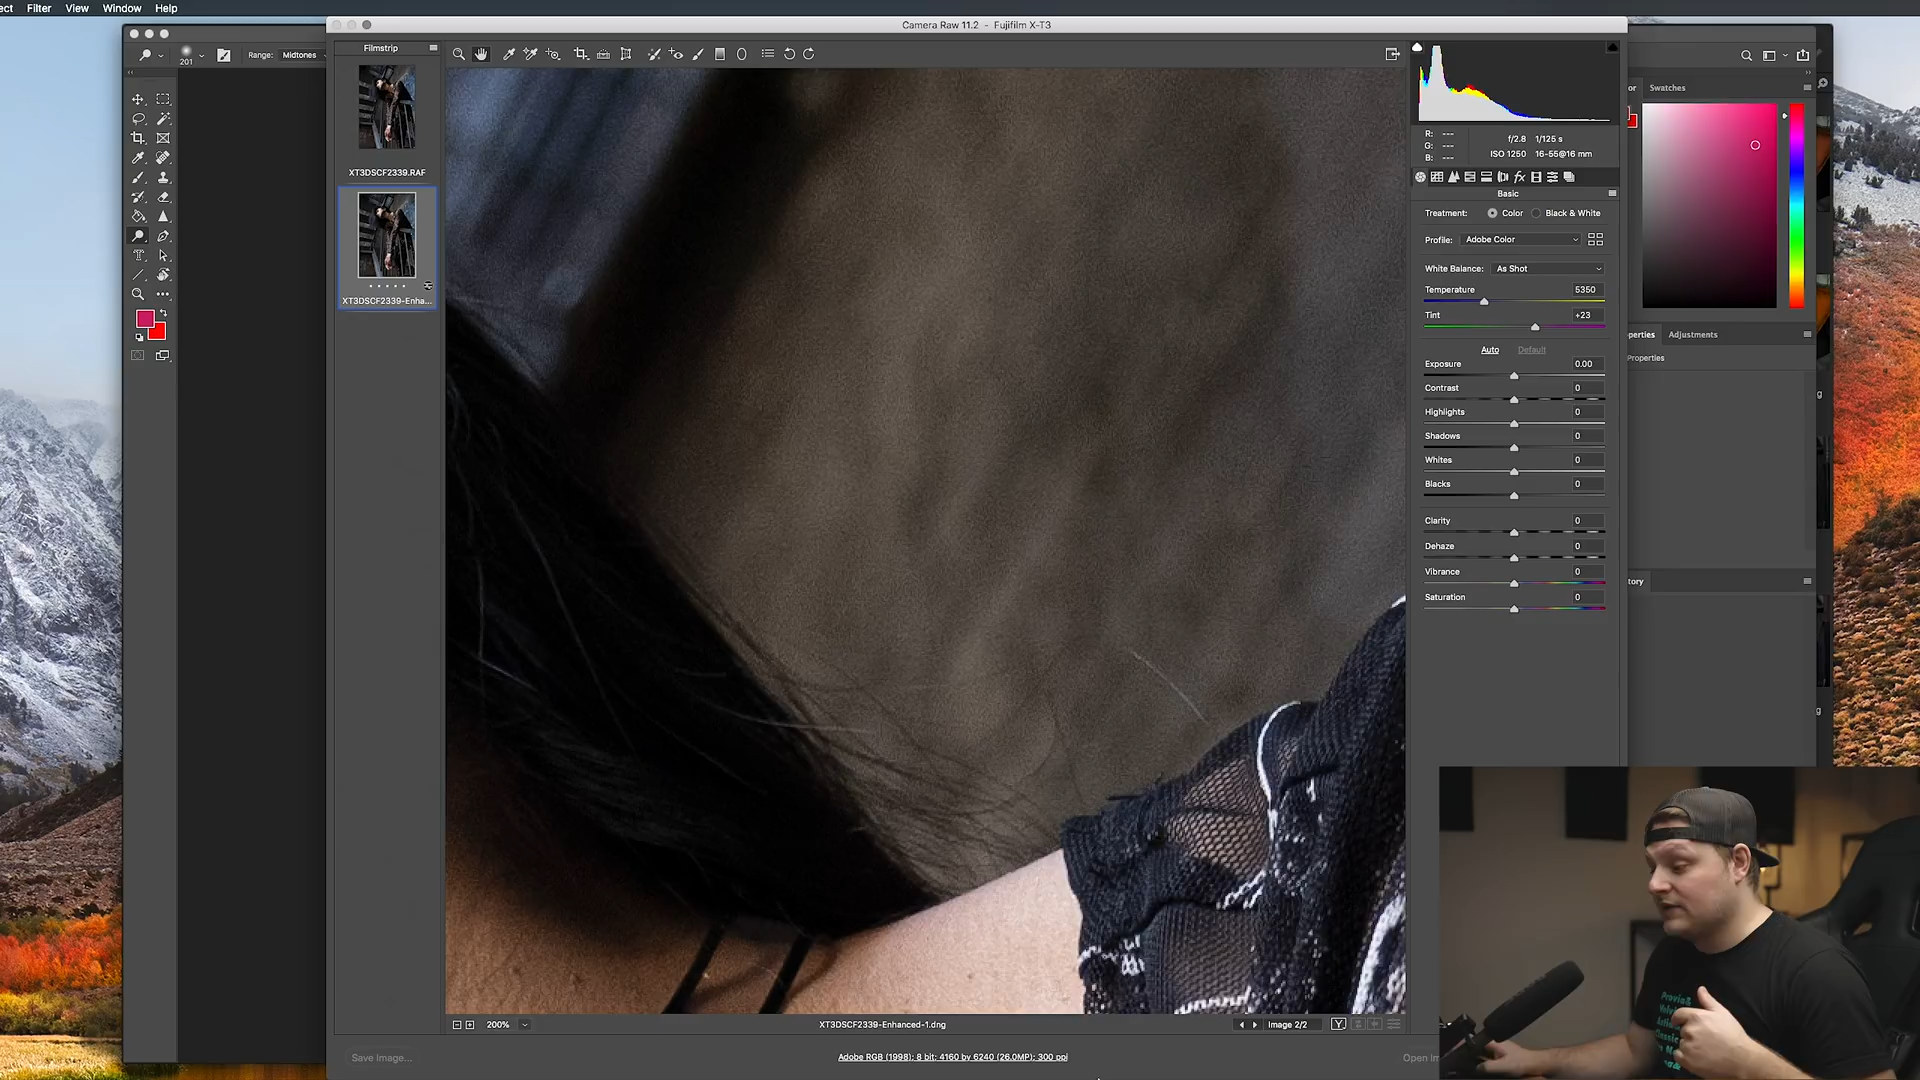 ect Filter View Window Help
Camera Raw 11.2 - Fujifilm X-T3
201 Range: Midtones
Filmstrip
XT3DSCF2339.RAF
XT3DSCF2339-Enha...
R: ---
G: ---
B: ---
f/2.8 1/125 s
ISO 1250 16-55@16 mm
Basic
Treatment: Color Black & White
Profile: Adobe Color
White Balance: As Shot
Temperature 5350
Tint +23
Auto Default
Exposure 0.00
Contrast 0
Highlights 0
Shadows 0
Whites 0
Blacks 0
Clarity 0
Dehaze 0
Vibrance 0
Saturation 0
or Swatches
perties Adjustments
Properties
tory
200%
XT3DSCF2339-Enhanced-1.dng
Image 2/2
Save Image...
Adobe RGB (1998); 8 bit; 4160 by 6240 (26.0MP); 300 ppi
Open Im
Provia&